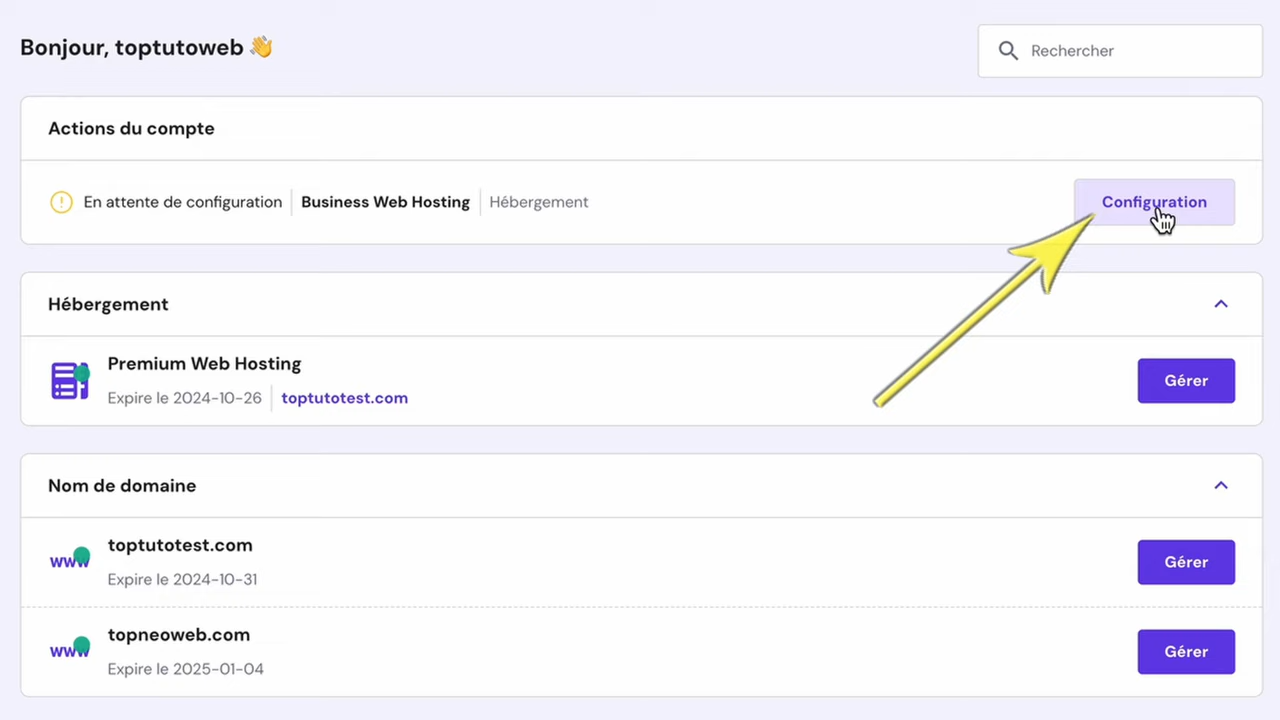 Bonjour, toptutoweb 👋
Rechercher
Actions du compte
En attente de configuration | Business Web Hosting | Hébergement
Configuration
Hébergement
Premium Web Hosting
Expire le 2024-10-26 | toptutotest.com
Gérer
Nom de domaine
www
toptutotest.com
Expire le 2024-10-31
Gérer
www
topneoweb.com
Expire le 2025-01-04
Gérer